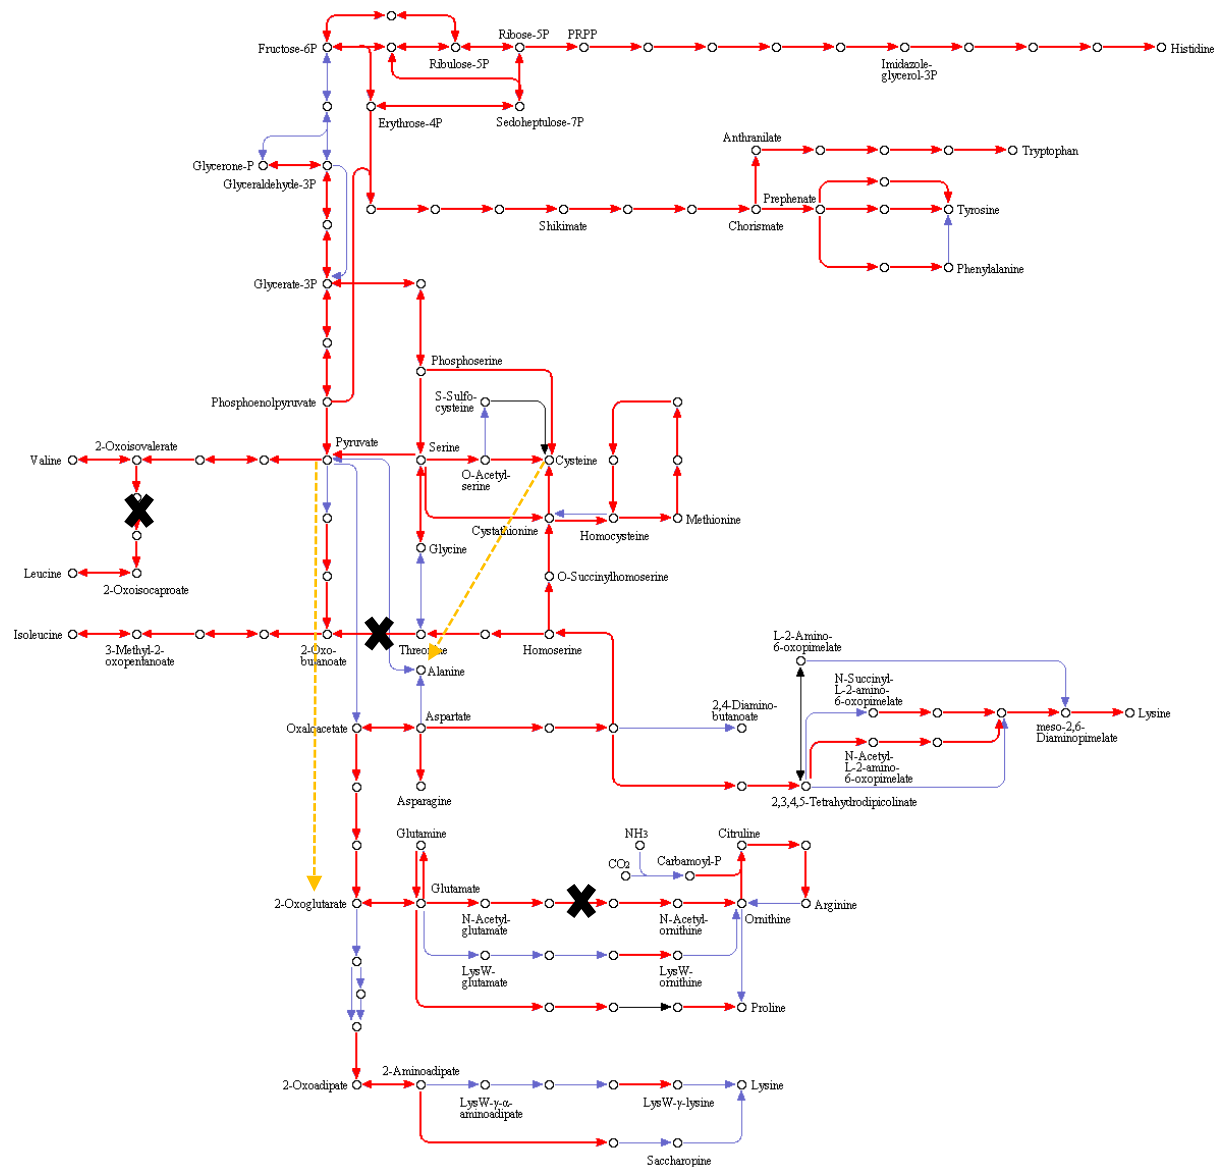 Fructose-6P
Ribose-5P
PRPP
Ribulose-5P
Imidazole-
glycerol-3P
Histidine
Erythrose-4P
Sedoheptulose-7P
Glycerone-P
Glyceraldehyde-3P
Anthranilate
Tryptophan
Prephenate
Shikimate
Chorismate
Tyrosine
Phenylalanine
Glycerate-3P
Phosphoserine
Phosphoenolpyruvate
S-Sulfo-
cysteine
2-Oxoisovalerate
Pyruvate
Serine
Valine
Cysteine
O-Acetyl-
serine
Cystathionine
Homocysteine
Methionine
Glycine
Leucine
2-Oxoisocaproate
O-Succinylhomoserine
Isoleucine
3-Methyl-2-
oxopentanoate
2-Oxo-
butanoate
Threonine
Homoserine
Alanine
L-2-Amino-
6-oxopimelate
N-Succinyl-
L-2-amino-
6-oxopimelate
2,4-Diamino-
butanoate
Oxaloacetate
Aspartate
Lysine
meso-2,6-
Diaminopimelate
N-Acetyl-
L-2-amino-
6-oxopimelate
Asparagine
2,3,4,5-Tetrahydrodipicolinate
Glutamine
NH3
Citruline
CO2
Carbamoyl-P
2-Oxoglutarate
Glutamate
N-Acetyl-
glutamate
N-Acetyl-
ornithine
Ornithine
Arginine
LysW-
glutamate
LysW-
ornithine
Proline
2-Oxoadipate
2-Aminoadipate
LysW-γ-α-
aminoadipate
LysW-γ-lysine
Lysine
Saccharopine